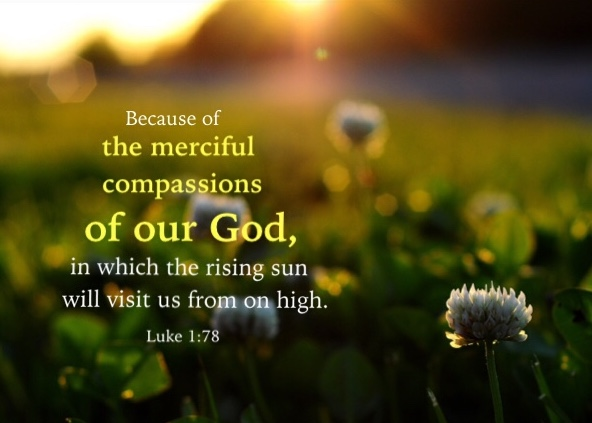 Because of
the merciful
compassions
of our God,
in which the rising sun
will visit us from on high.
Luke 1:78